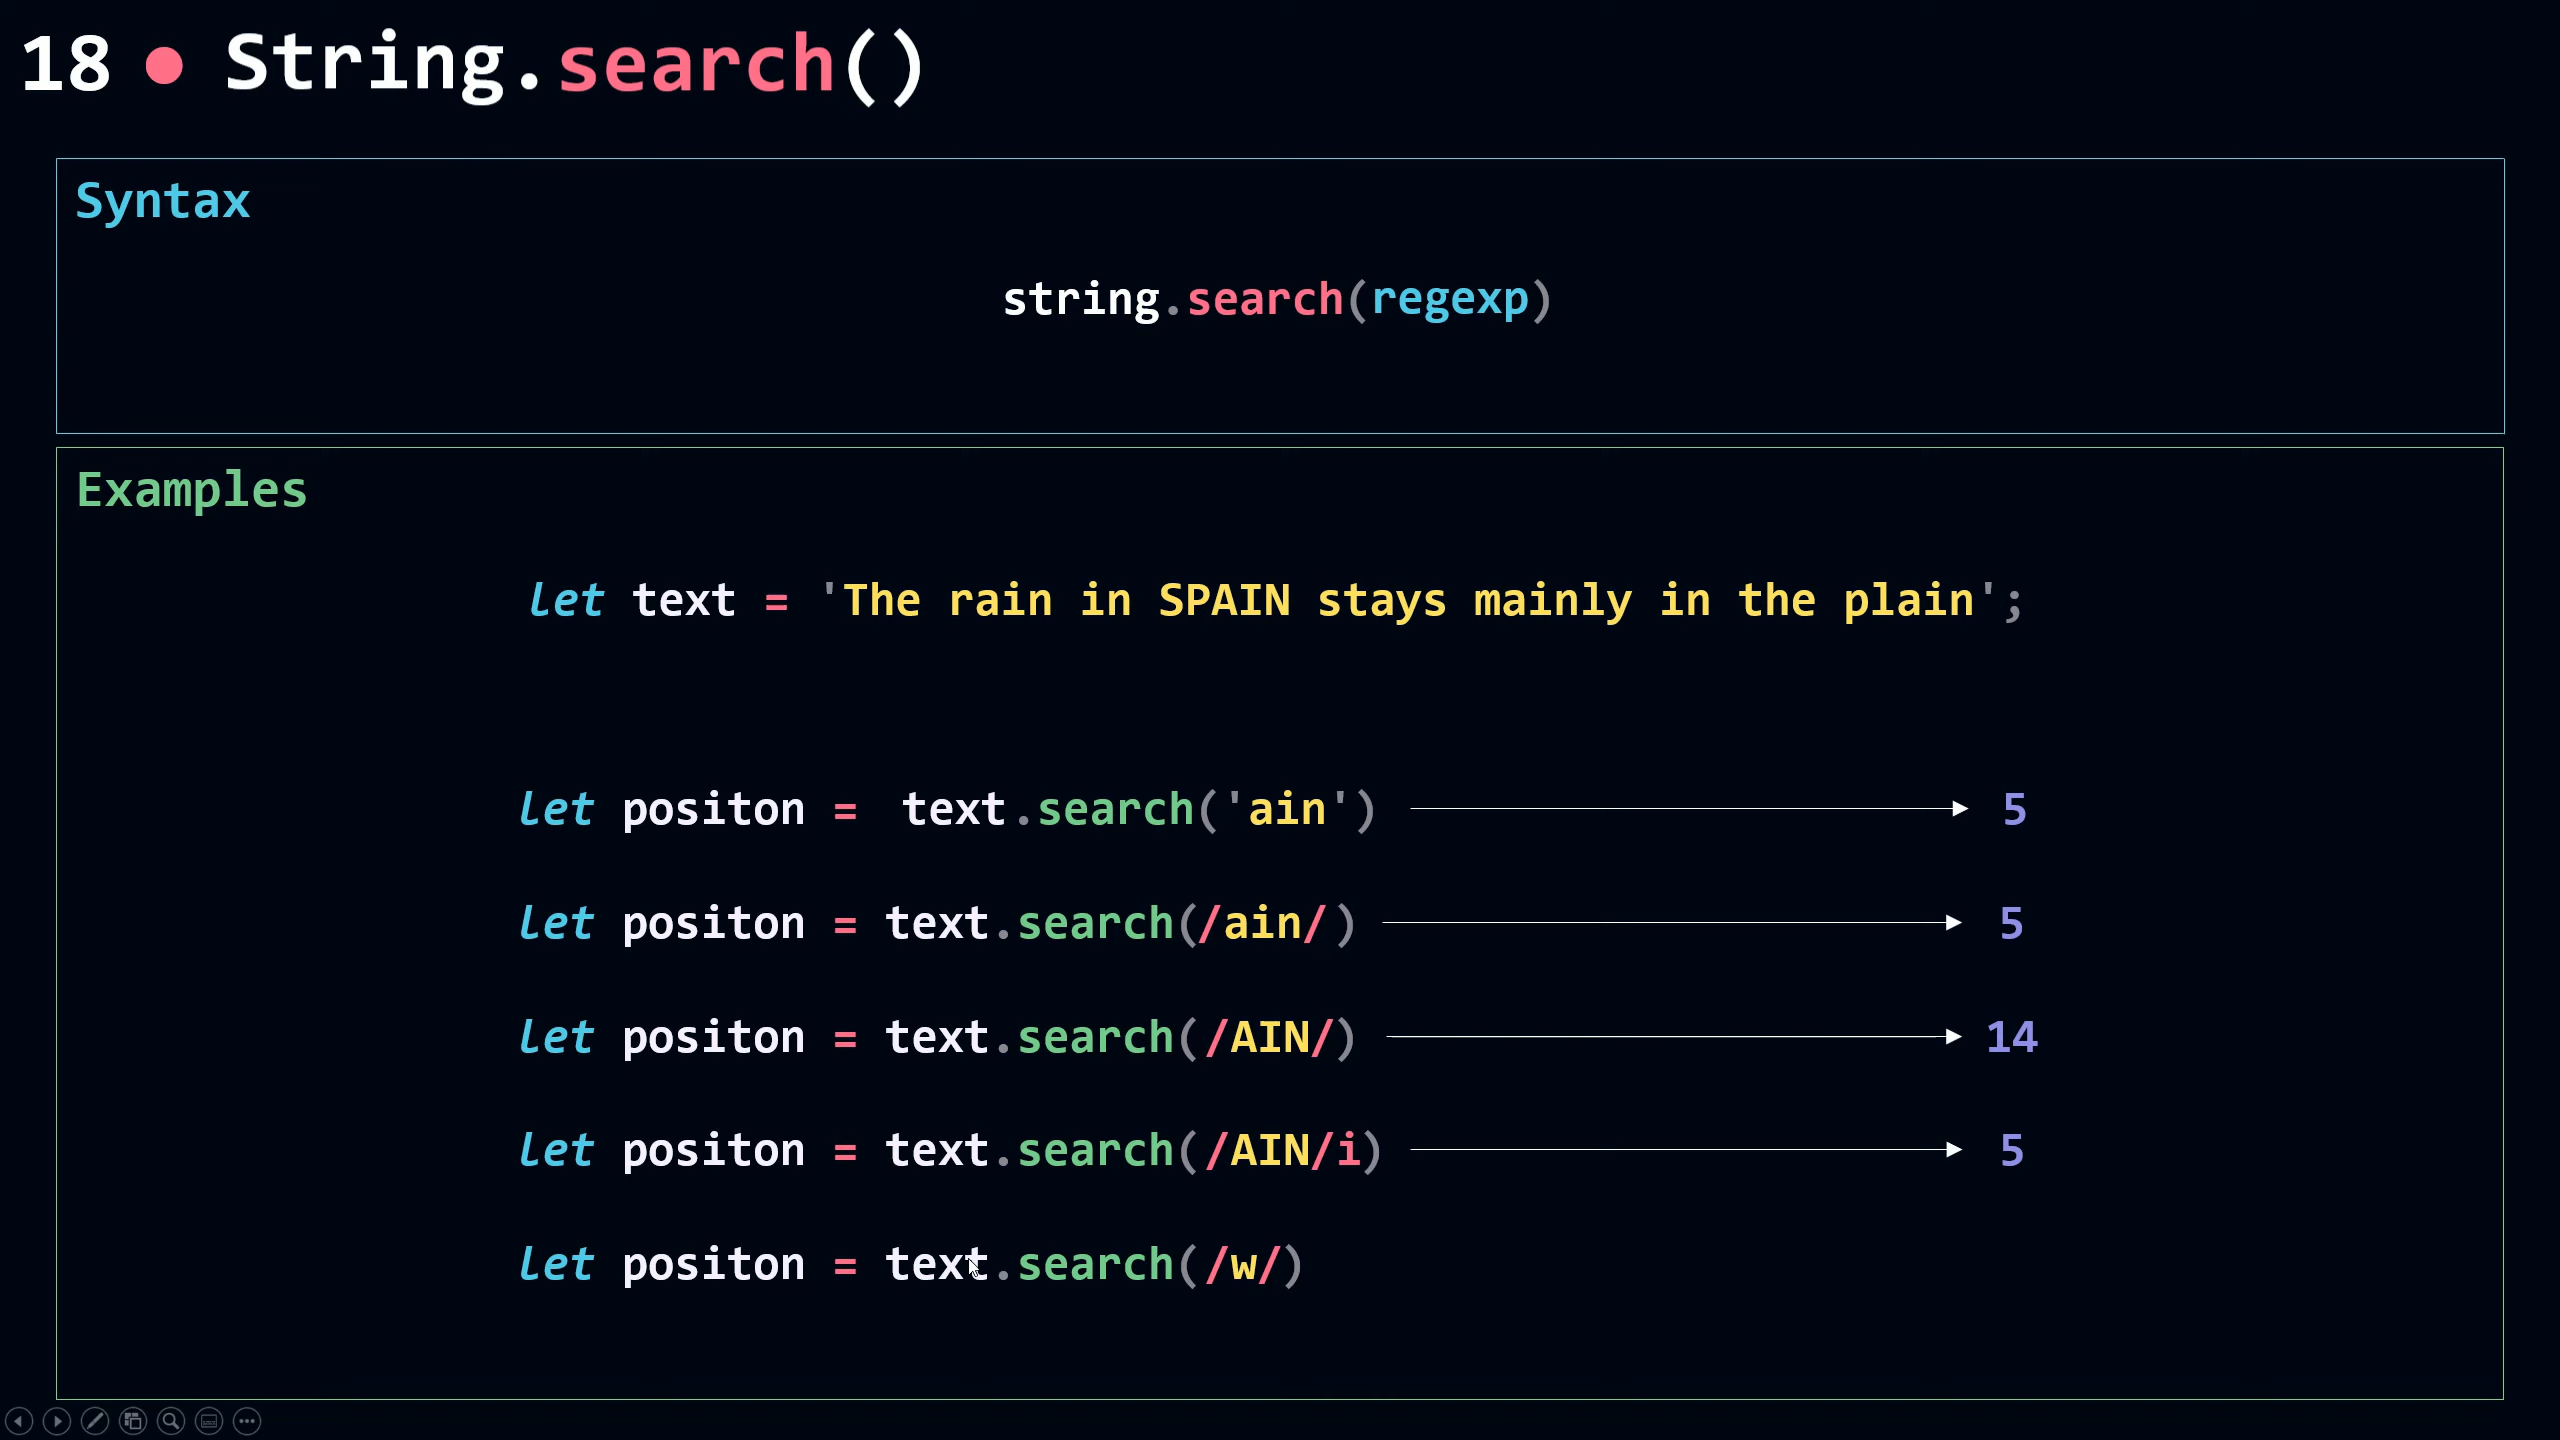 18 ● String.search()
Syntax
string.search(regexp)
Examples
let text = 'The rain in SPAIN stays mainly in the plain';
let positon = text.search('ain') 5
let positon = text.search(/ain/) 5
let positon = text.search(/AIN/) 14
let positon = text.search(/AIN/i) 5
let positon = text.search(/w/)